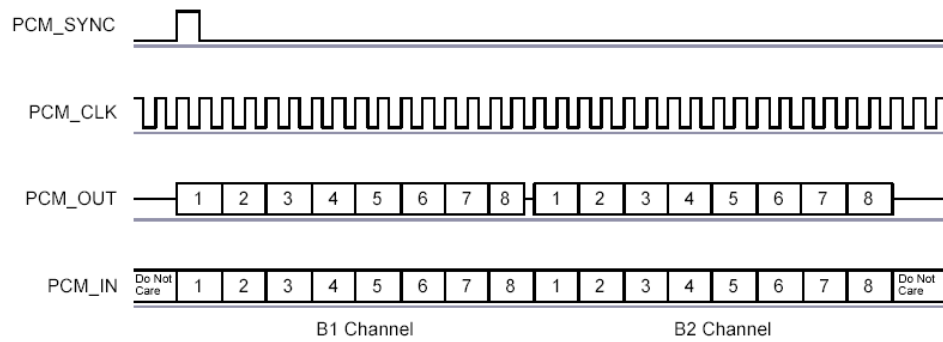 PCM_SYNC
PCM_CLK
PCM_OUT 1 2 3 4 5 6 7 8 1 2 3 4 5 6 7 8
PCM_IN Do Not Care 1 2 3 4 5 6 7 8 1 2 3 4 5 6 7 8 Do Not Care
B1 Channel B2 Channel